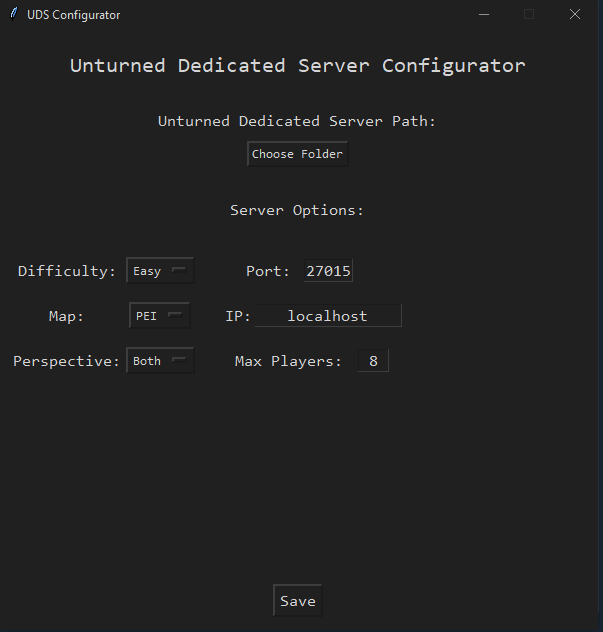 UDS Configurator
Unturned Dedicated Server Configurator
Unturned Dedicated Server Path:
Choose Folder
Server Options:
Difficulty: Easy Port: 27015
Map: PEI IP: localhost
Perspective: Both Max Players: 8
Save